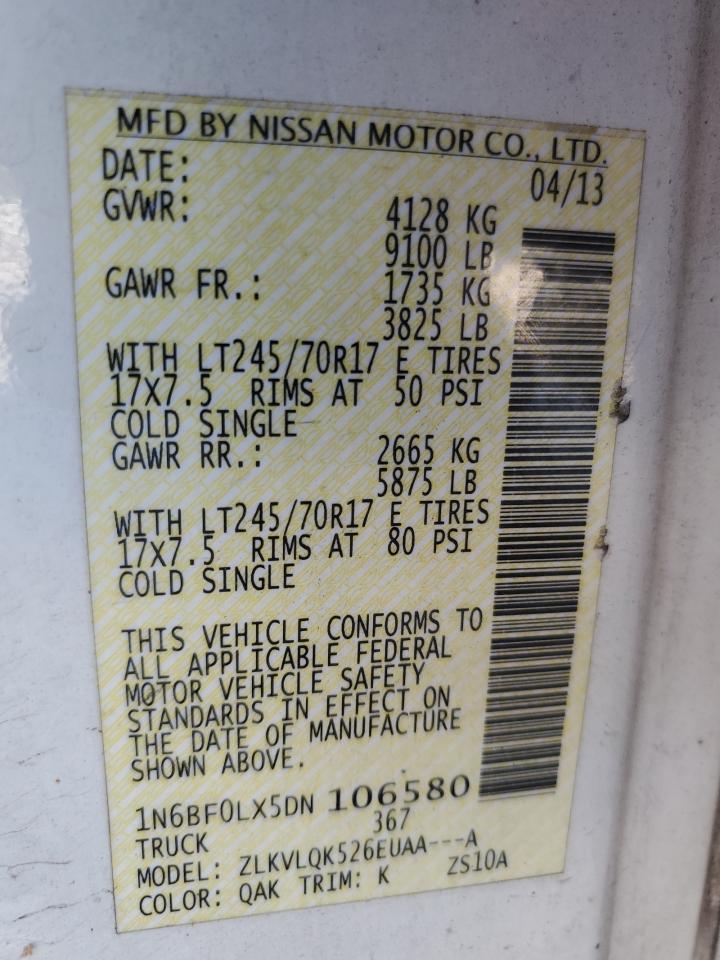 MFD BY NISSAN MOTOR CO., LTD.
DATE: 04/13
GVWR: 4128 KG
9100 LB
GAWR FR.: 1735 KG
3825 LB
WITH LT245/70R17 E TIRES
17X7.5 RIMS AT 50 PSI
COLD SINGLE
GAWR RR.: 2665 KG
5875 LB
WITH LT245/70R17 E TIRES
17X7.5 RIMS AT 80 PSI
COLD SINGLE
THIS VEHICLE CONFORMS TO
ALL APPLICABLE FEDERAL
MOTOR VEHICLE SAFETY
STANDARDS IN EFFECT ON
THE DATE OF MANUFACTURE
SHOWN ABOVE.
1N6BF0LX5DN 106580
TRUCK 367
MODEL: ZLKVLQK526EUAA---A
COLOR: QAK TRIM: K ZS10A